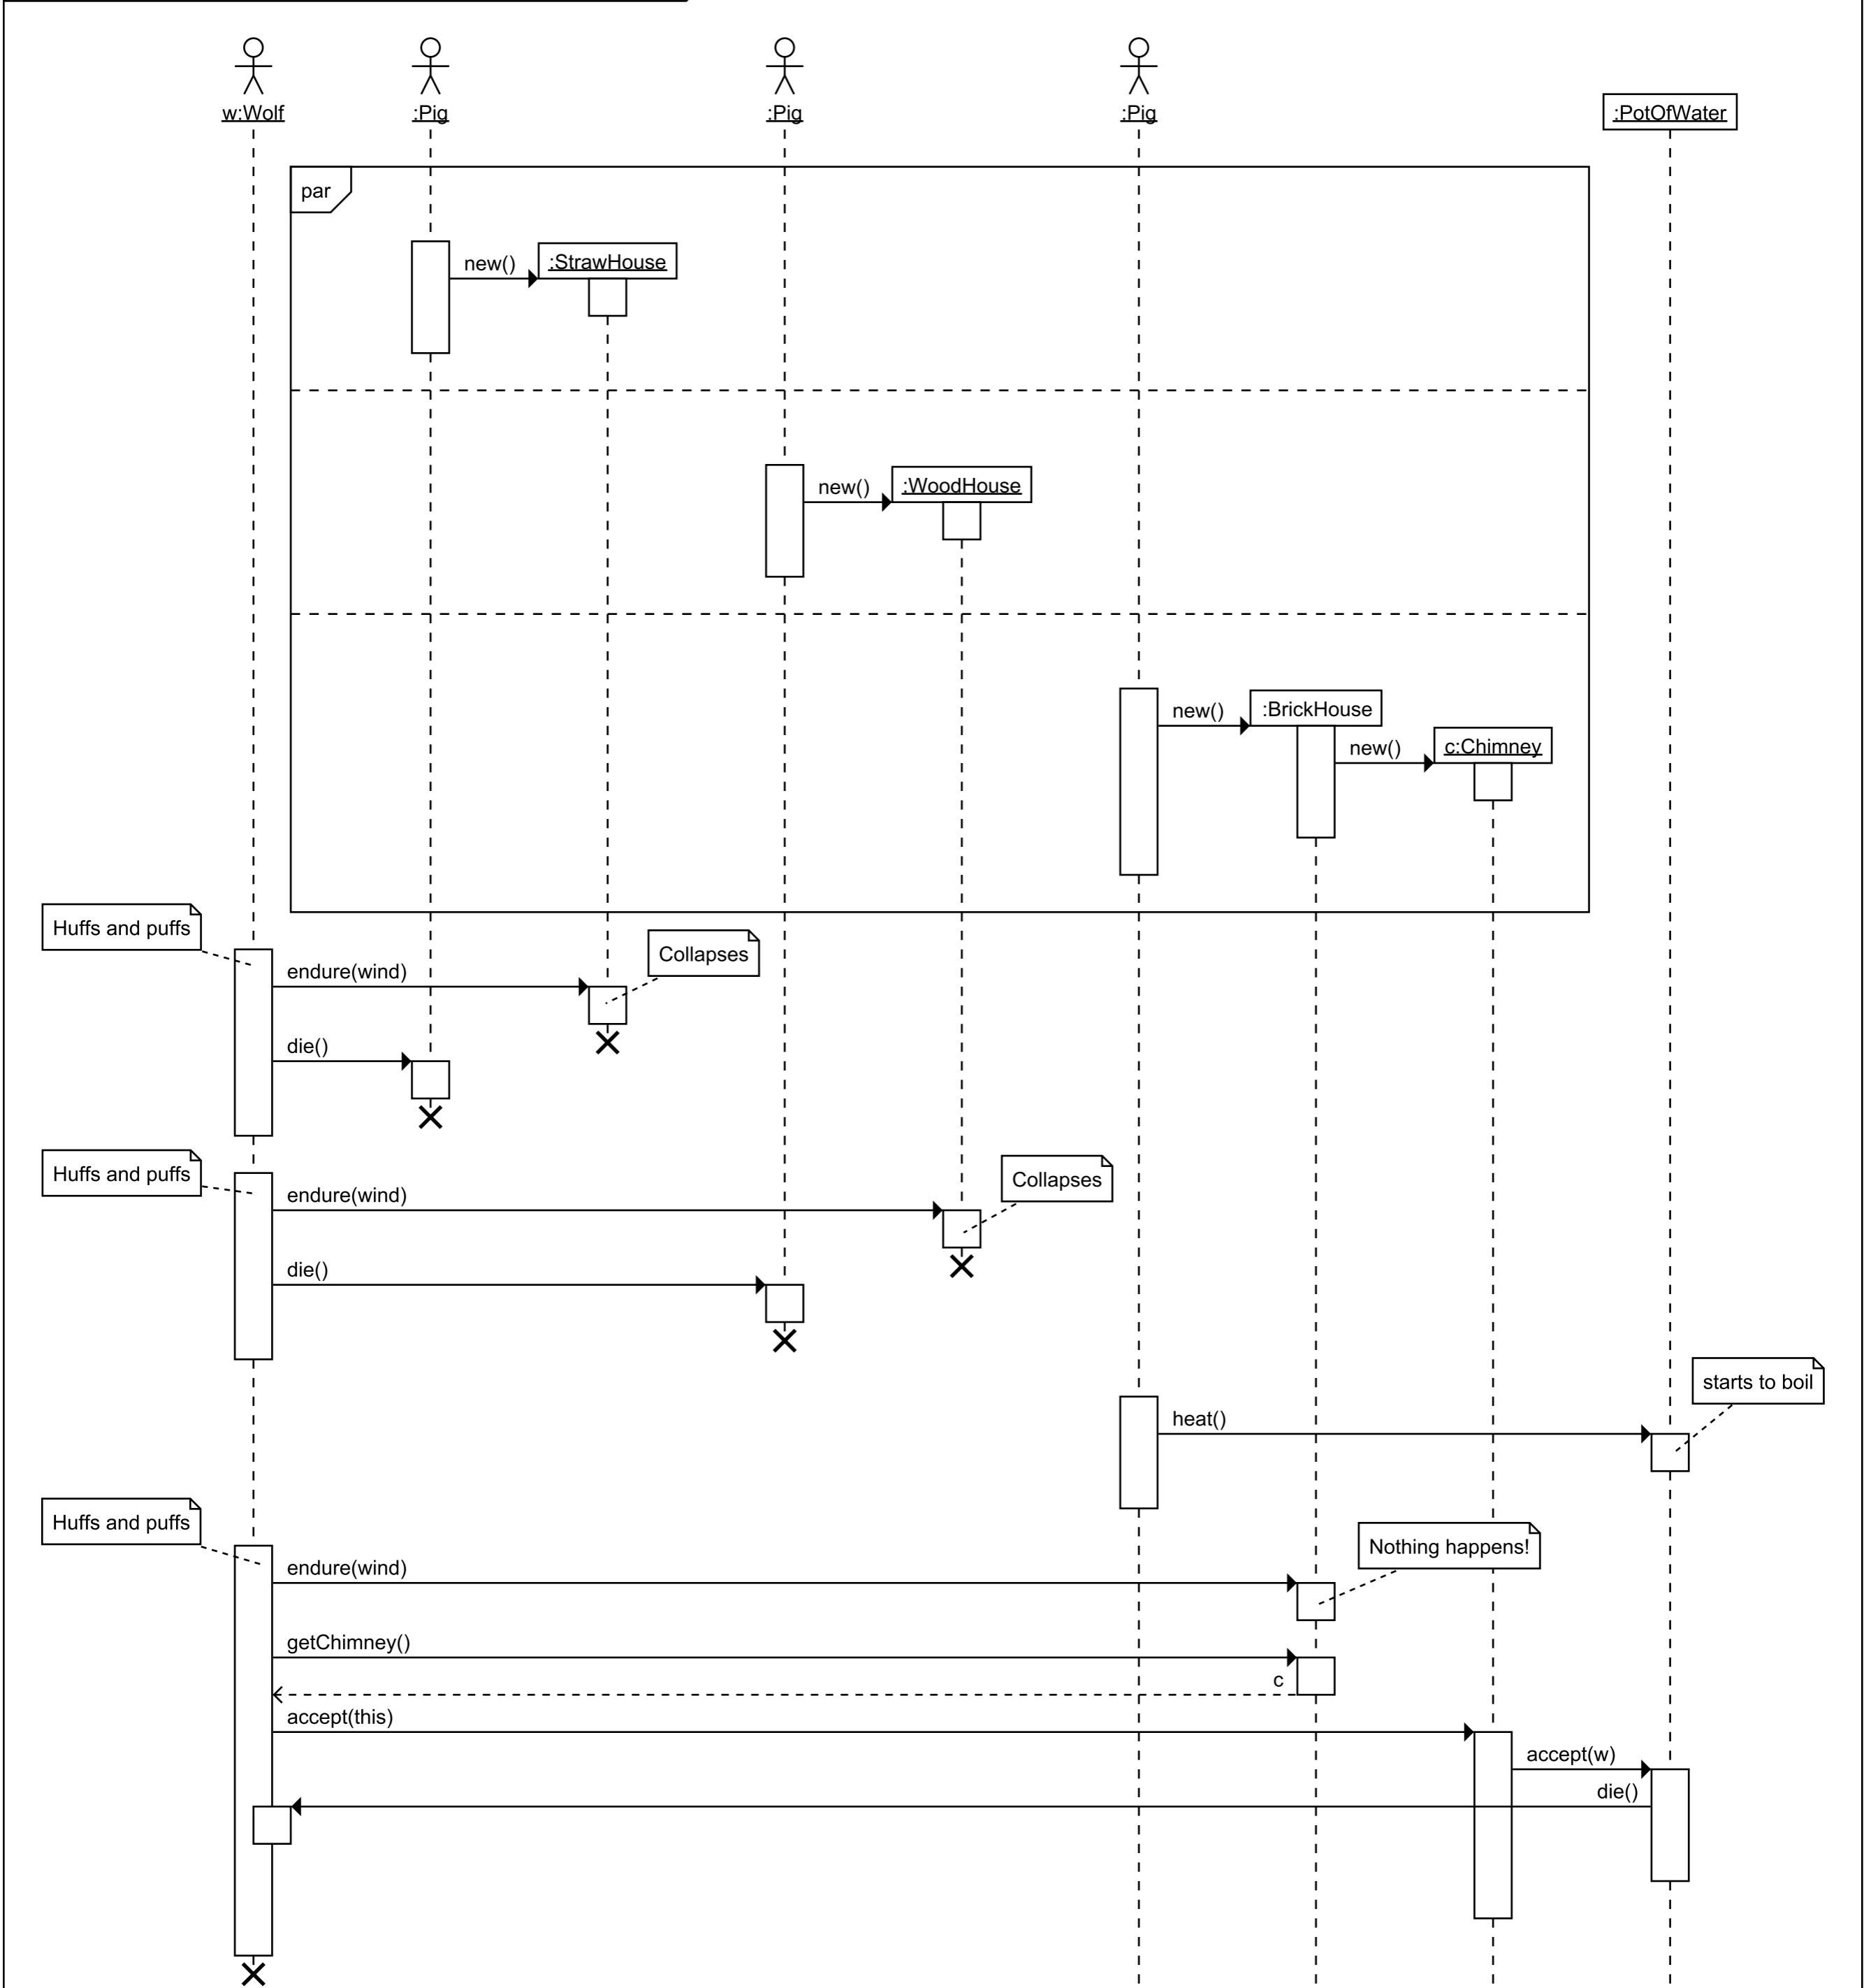 w:Wolf
:Pig
:Pig
:Pig
:PotOfWater
par
new()
:StrawHouse
new()
:WoodHouse
new()
:BrickHouse
new()
c:Chimney
Huffs and puffs
Collapses
endure(wind)
die()
Huffs and puffs
Collapses
endure(wind)
die()
starts to boil
heat()
Huffs and puffs
Nothing happens!
endure(wind)
getChimney()
c
accept(this)
accept(w)
die()